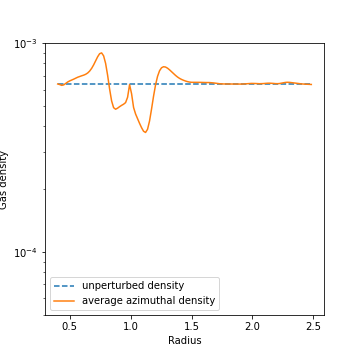 10⁻³
10⁻⁴
Gas density
unperturbed density
average azimuthal density
0.5 1.0 1.5 2.0 2.5
Radius